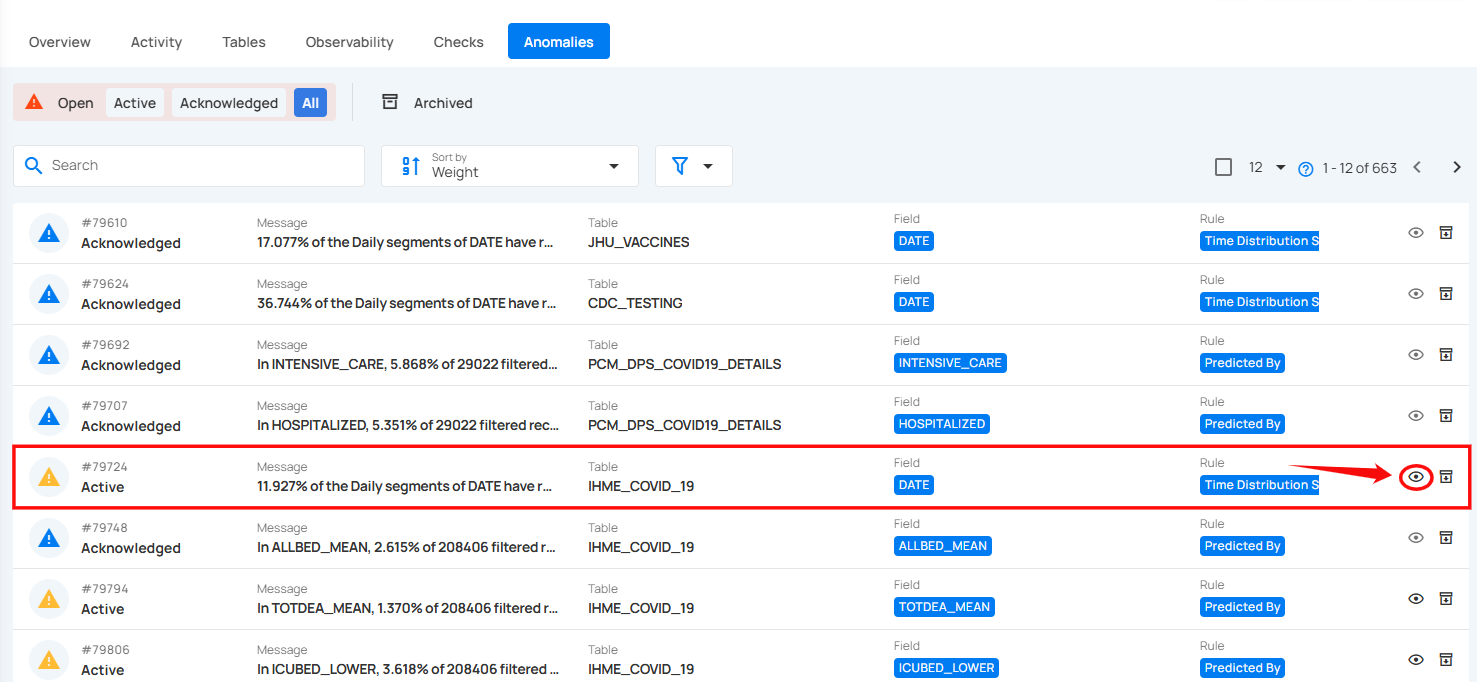 Overview Activity Tables Observability Checks Anomalies
Open Active Acknowledged All Archived
Search
Sort by
Weight
12 1 - 12 of 663
#79610 Message Table Field Rule
Acknowledged 17.077% of the Daily segments of DATE have r... JHU_VACCINES DATE Time Distribution S
#79624 Message Table Field Rule
Acknowledged 36.744% of the Daily segments of DATE have r... CDC_TESTING DATE Time Distribution S
#79692 Message Table Field Rule
Acknowledged In INTENSIVE_CARE, 5.868% of 29022 filtered... PCM_DPS_COVID19_DETAILS INTENSIVE_CARE Predicted By
#79707 Message Table Field Rule
Acknowledged In HOSPITALIZED, 5.351% of 29022 filtered rec... PCM_DPS_COVID19_DETAILS HOSPITALIZED Predicted By
#79724 Message Table Field Rule
Active 11.927% of the Daily segments of DATE have r... IHME_COVID_19 DATE Time Distribution S
#79748 Message Table Field Rule
Acknowledged In ALLBED_MEAN, 2.615% of 208406 filtered r... IHME_COVID_19 ALLBED_MEAN Predicted By
#79794 Message Table Field Rule
Active In TOTDEA_MEAN, 1.370% of 208406 filtered r... IHME_COVID_19 TOTDEA_MEAN Predicted By
#79806 Message Table Field Rule
Active In ICUBED_LOWER, 3.618% of 208406 filtered ... IHME_COVID_19 ICUBED_LOWER Predicted By